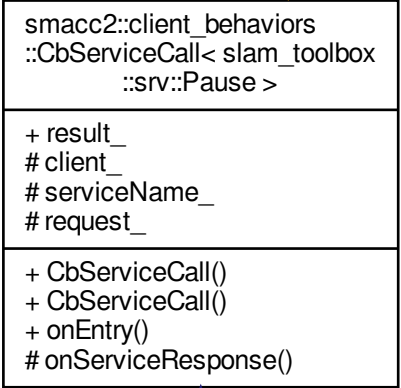 smacc2::client_behaviors
::CbServiceCall< slam_toolbox
::srv::Pause >
+ result_
# client_
# serviceName_
# request_
+ CbServiceCall()
+ CbServiceCall()
+ onEntry()
# onServiceResponse()